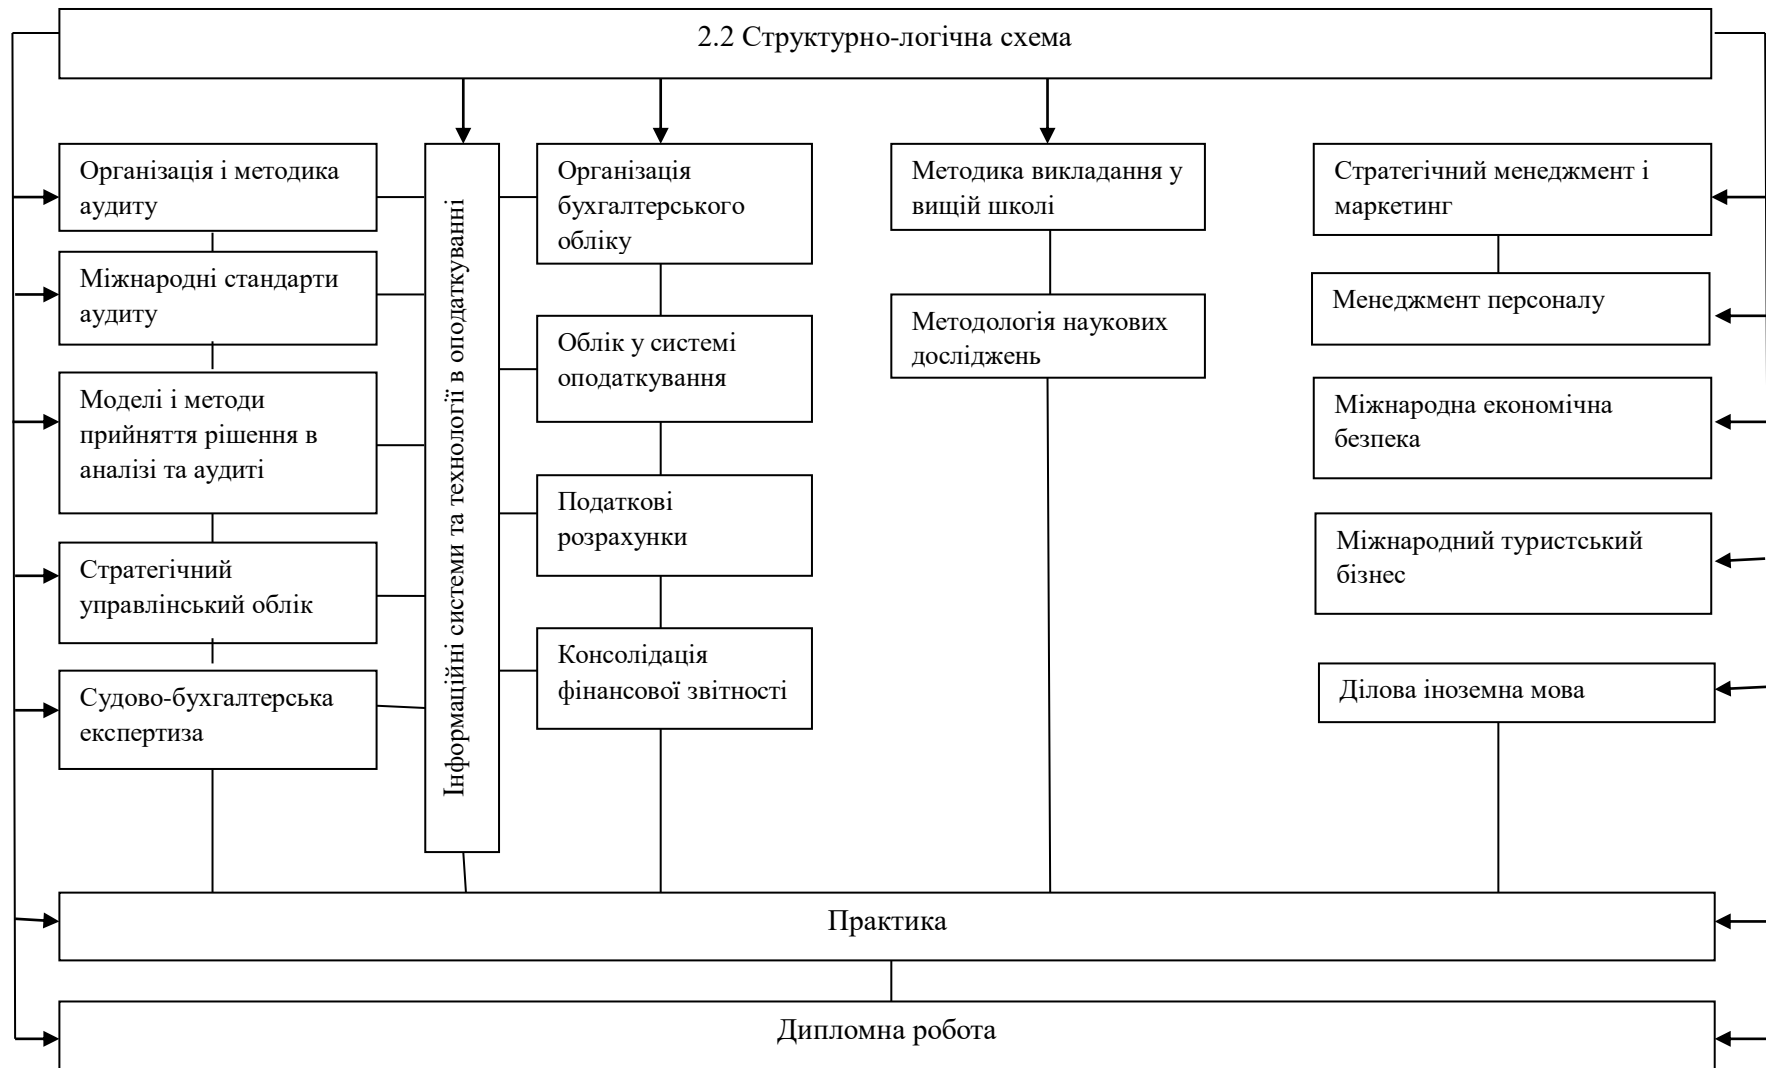 2.2 Структурно-логічна схема
Організація і методика
аудиту
Міжнародні стандарти
аудиту
Моделі і методи
прийняття рішення в
аналізі та аудиті
Стратегічний
управлінський облік
Судово-бухгалтерська
експертиза
Інформаційні системи та технології в оподаткуванні
Організація
бухгалтерського
обліку
Облік у системі
оподаткування
Податкові
розрахунки
Консолідація
фінансової звітності
Методика викладання у
вищій школі
Методологія наукових
досліджень
Стратегічний менеджмент і
маркетинг
Менеджмент персоналу
Міжнародна економічна
безпека
Міжнародний туристський
бізнес
Ділова іноземна мова
Практика
Дипломна робота